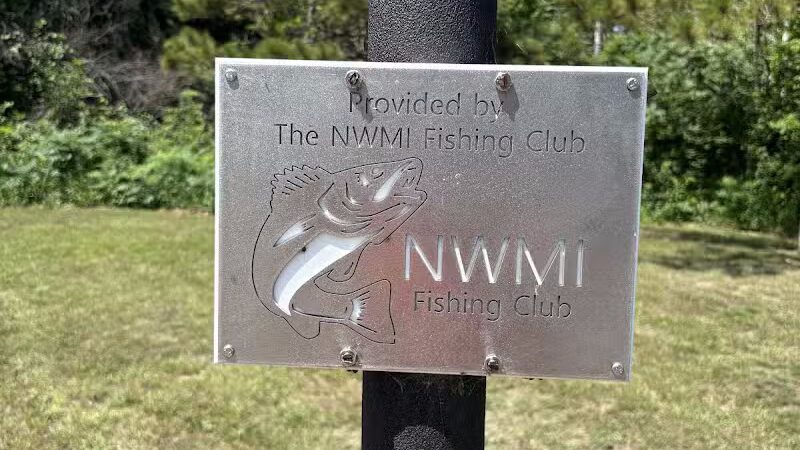 Provided by
The NWMI Fishing Club
NWMI
Fishing Club